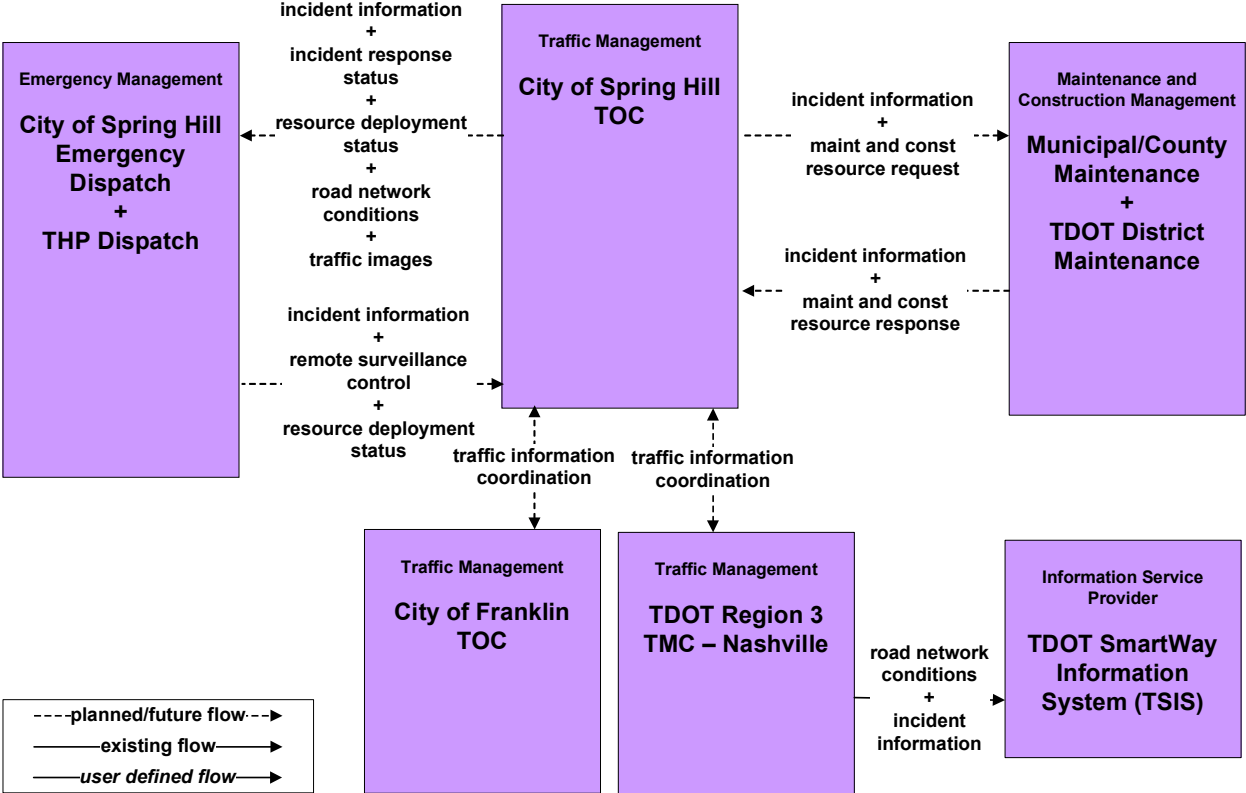 incident information
+
incident response
status
+
resource deployment
status
+
road network
conditions
+
traffic images
Emergency Management
City of Spring Hill
Emergency
Dispatch
+
THP Dispatch
incident information
+
remote surveillance
control
+
resource deployment
status
Traffic Management
City of Spring Hill
TOC
incident information
+
maint and const
resource request
incident information
+
maint and const
resource response
Maintenance and
Construction Management
Municipal/County
Maintenance
+
TDOT District
Maintenance
traffic information
coordination
traffic information
coordination
Traffic Management
City of Franklin
TOC
Traffic Management
TDOT Region 3
TMC – Nashville
road network
conditions
+
incident
information
Information Service
Provider
TDOT SmartWay
Information
System (TSIS)
planned/future flow
existing flow
user defined flow